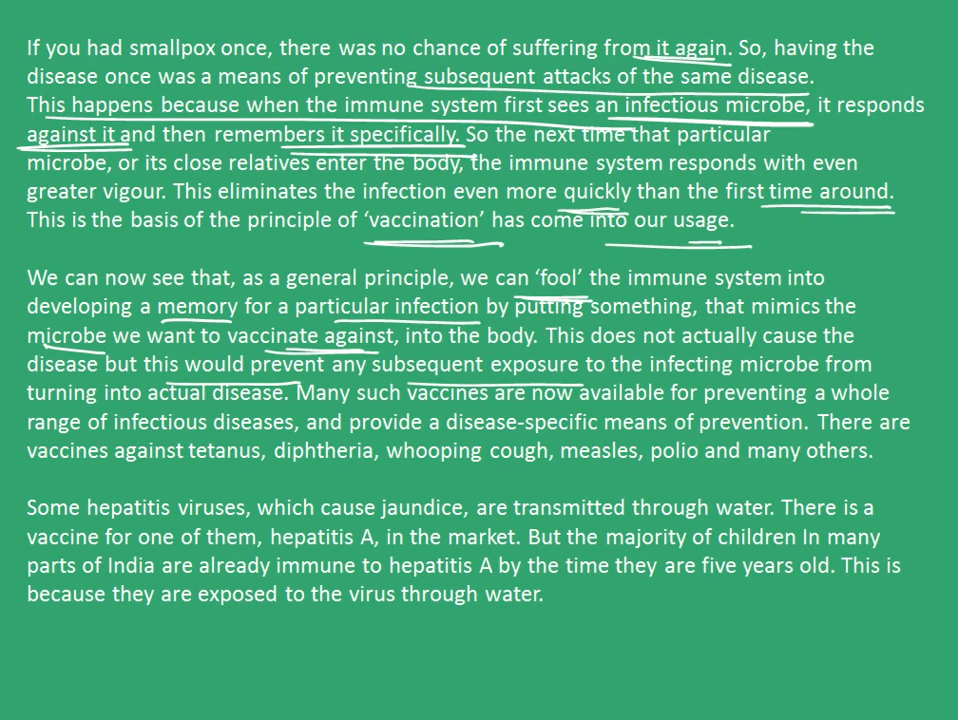 If you had smallpox once, there was no chance of suffering from it again. So, having the
disease once was a means of preventing subsequent attacks of the same disease.
This happens because when the immune system first sees an infectious microbe, it responds
against it and then remembers it specifically. So the next time that particular
microbe, or its close relatives enter the body, the immune system responds with even
greater vigour. This eliminates the infection even more quickly than the first time around.
This is the basis of the principle of ‘vaccination’ has come into our usage.
We can now see that, as a general principle, we can ‘fool’ the immune system into
developing a memory for a particular infection by putting something, that mimics the
microbe we want to vaccinate against, into the body. This does not actually cause the
disease but this would prevent any subsequent exposure to the infecting microbe from
turning into actual disease. Many such vaccines are now available for preventing a whole
range of infectious diseases, and provide a disease-specific means of prevention. There are
vaccines against tetanus, diphtheria, whooping cough, measles, polio and many others.
Some hepatitis viruses, which cause jaundice, are transmitted through water. There is a
vaccine for one of them, hepatitis A, in the market. But the majority of children In many
parts of India are already immune to hepatitis A by the time they are five years old. This is
because they are exposed to the virus through water.